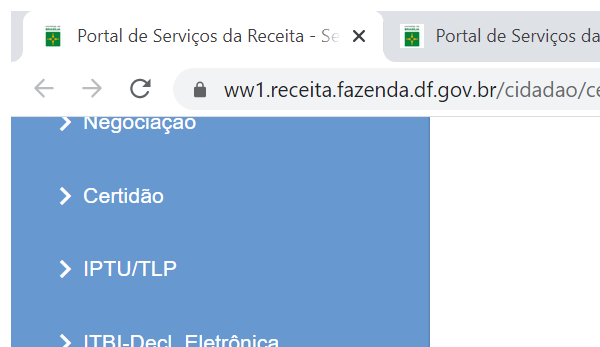 Portal de Serviços da Receita - Se
Portal de Serviços da
ww1.receita.fazenda.df.gov.br/cidadao/ce
Negociação
Certidão
IPTU/TLP
ITBI-Decl. Eletrônica